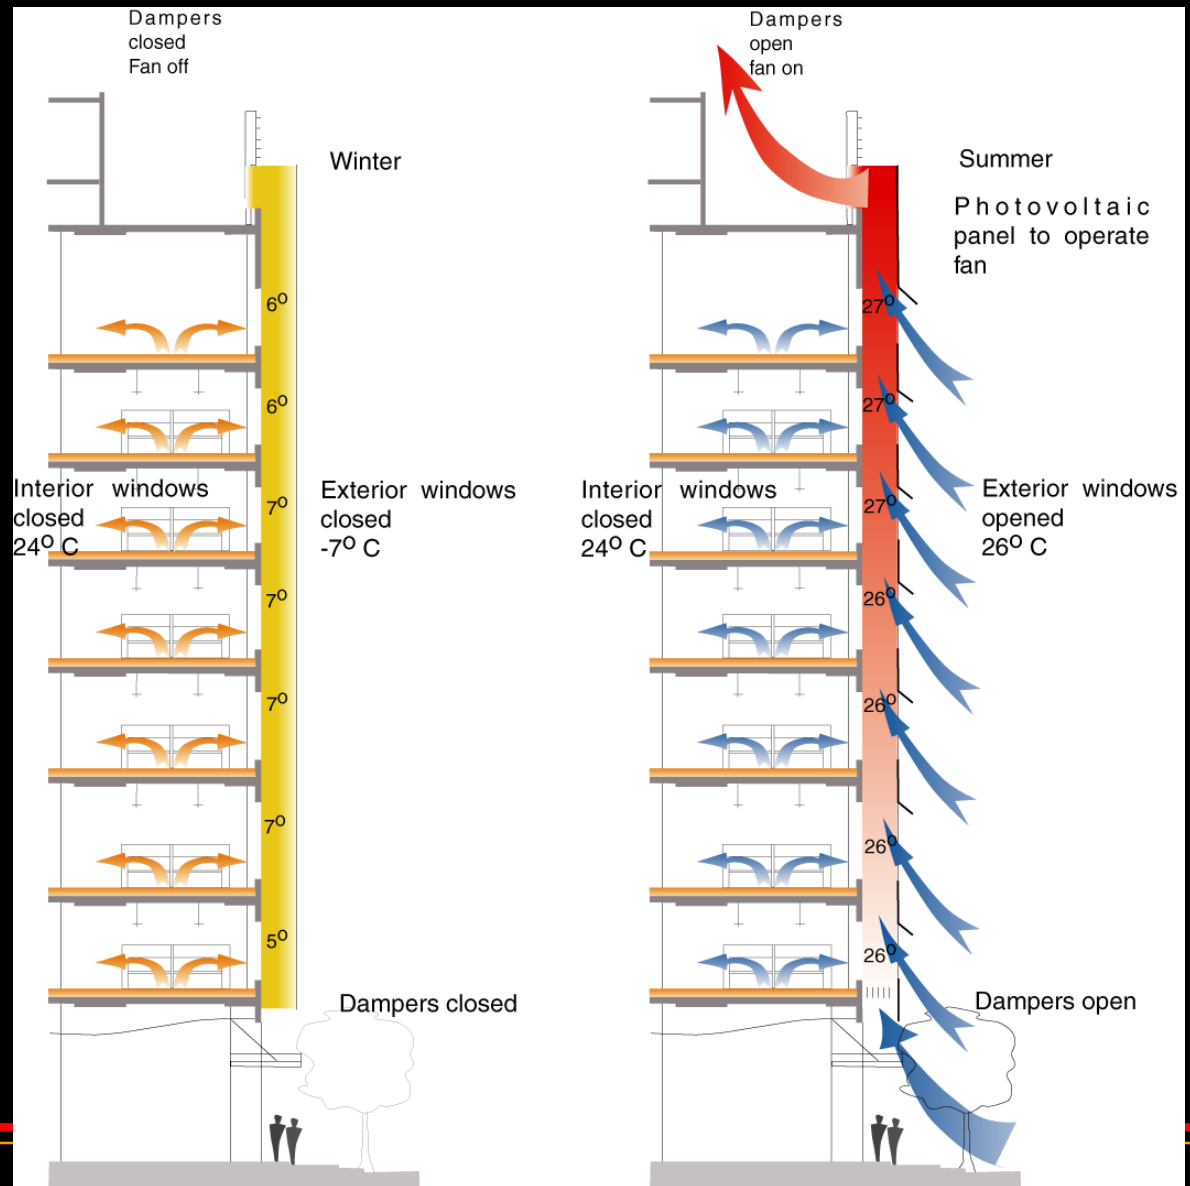 Dampers
closed
Fan off
Winter
6º
6º
7º
7º
7º
7º
5º
Interior windows
closed
24º C
Exterior windows
closed
-7º C
Dampers closed
Dampers
open
fan on
Summer
Photovoltaic
panel to operate
fan
27º
27º
27º
26º
26º
26º
26º
Interior windows
closed
24º C
Exterior windows
opened
26º C
Dampers open